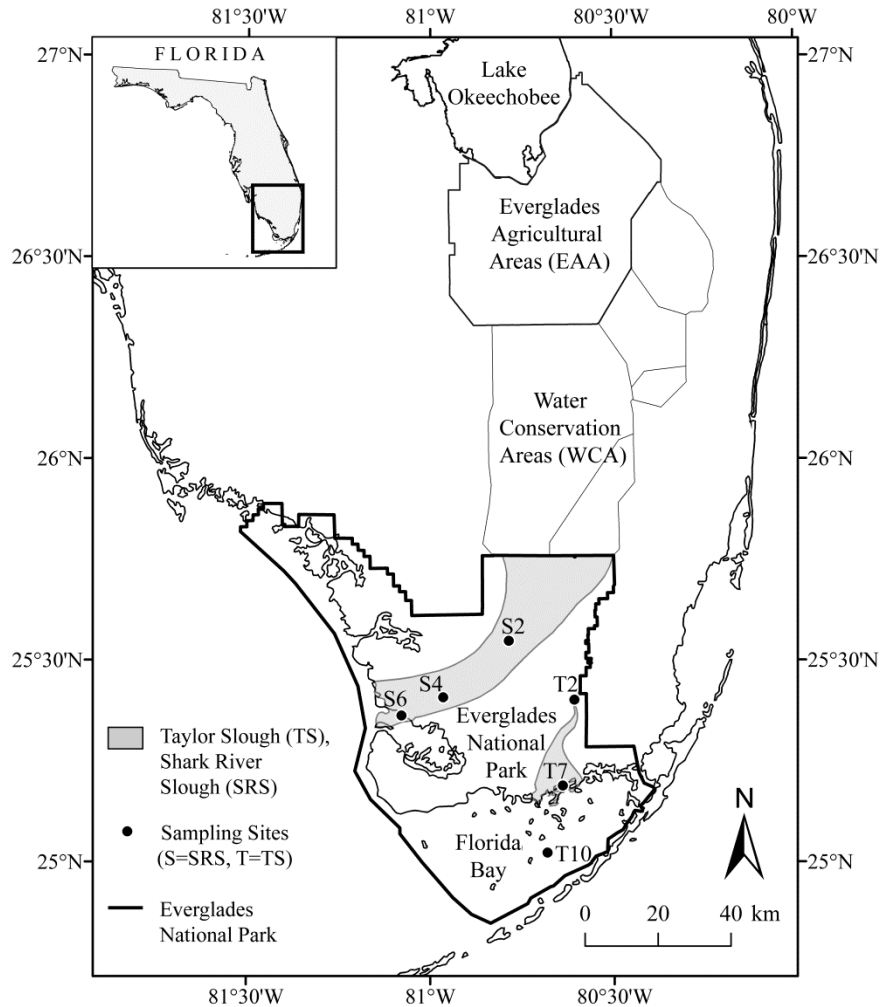 81°30'W
81°W
80°30'W
27°N
27°N
FLORIDA
Lake
Okeechobee
Everglades
Agricultural
Areas (EAA)
26°30'N
26°30'N
Water
Conservation
Areas (WCA)
26°N
26°N
S2
25°30'N
25°30'N
S4
T2
S6
Everglades
National
Park
T7
Taylor Slough (TS),
Shark River
Slough (SRS)
Sampling Sites
(S=SRS, T=TS)
Everglades
National Park
N
25°N
25°N
Florida
Bay
T10
0 20 40 km
81°30'W
81°W
80°30'W
80°W